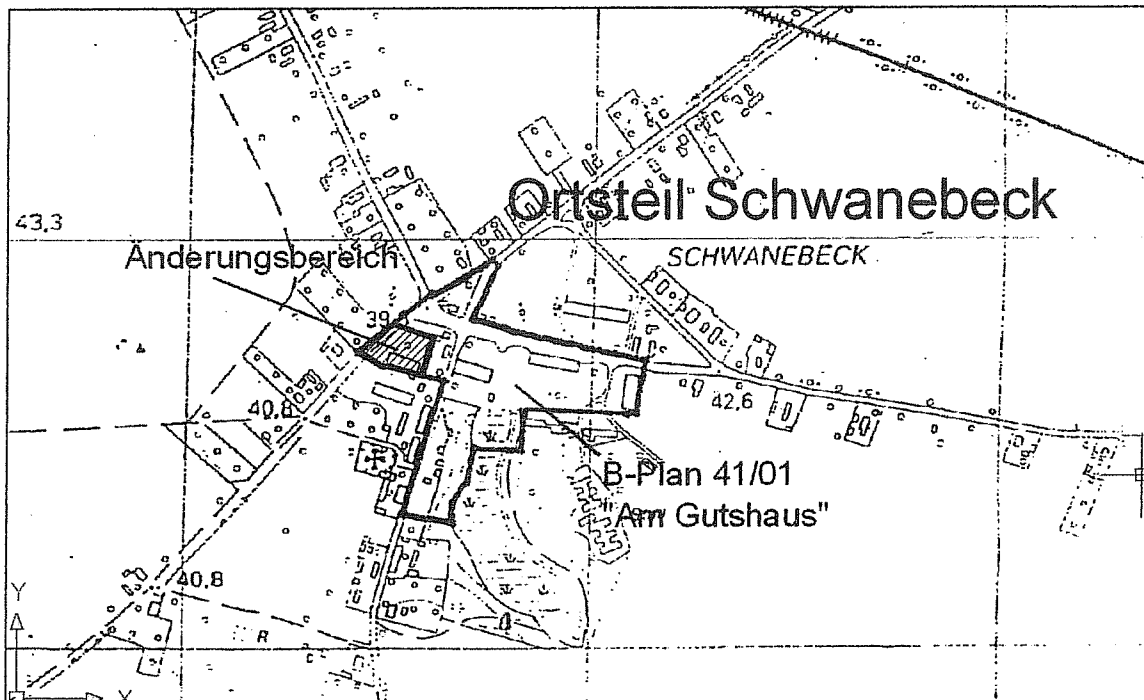 Ortsteil Schwanebeck
43,3
SCHWANEBECK
Änderungsbereich
39
40,8
42,6
B-Plan 41/01
"Am Gutshaus"
40,8
R
Y
X